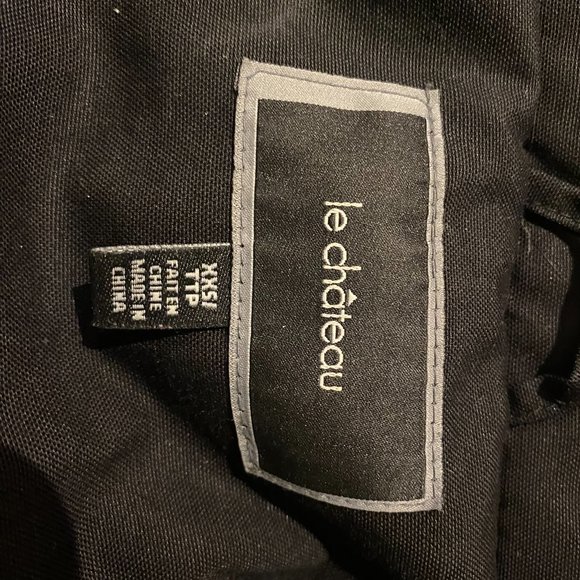 le château
XXS/
TTP
FAIT EN
CHINE
MADE IN
CHINA